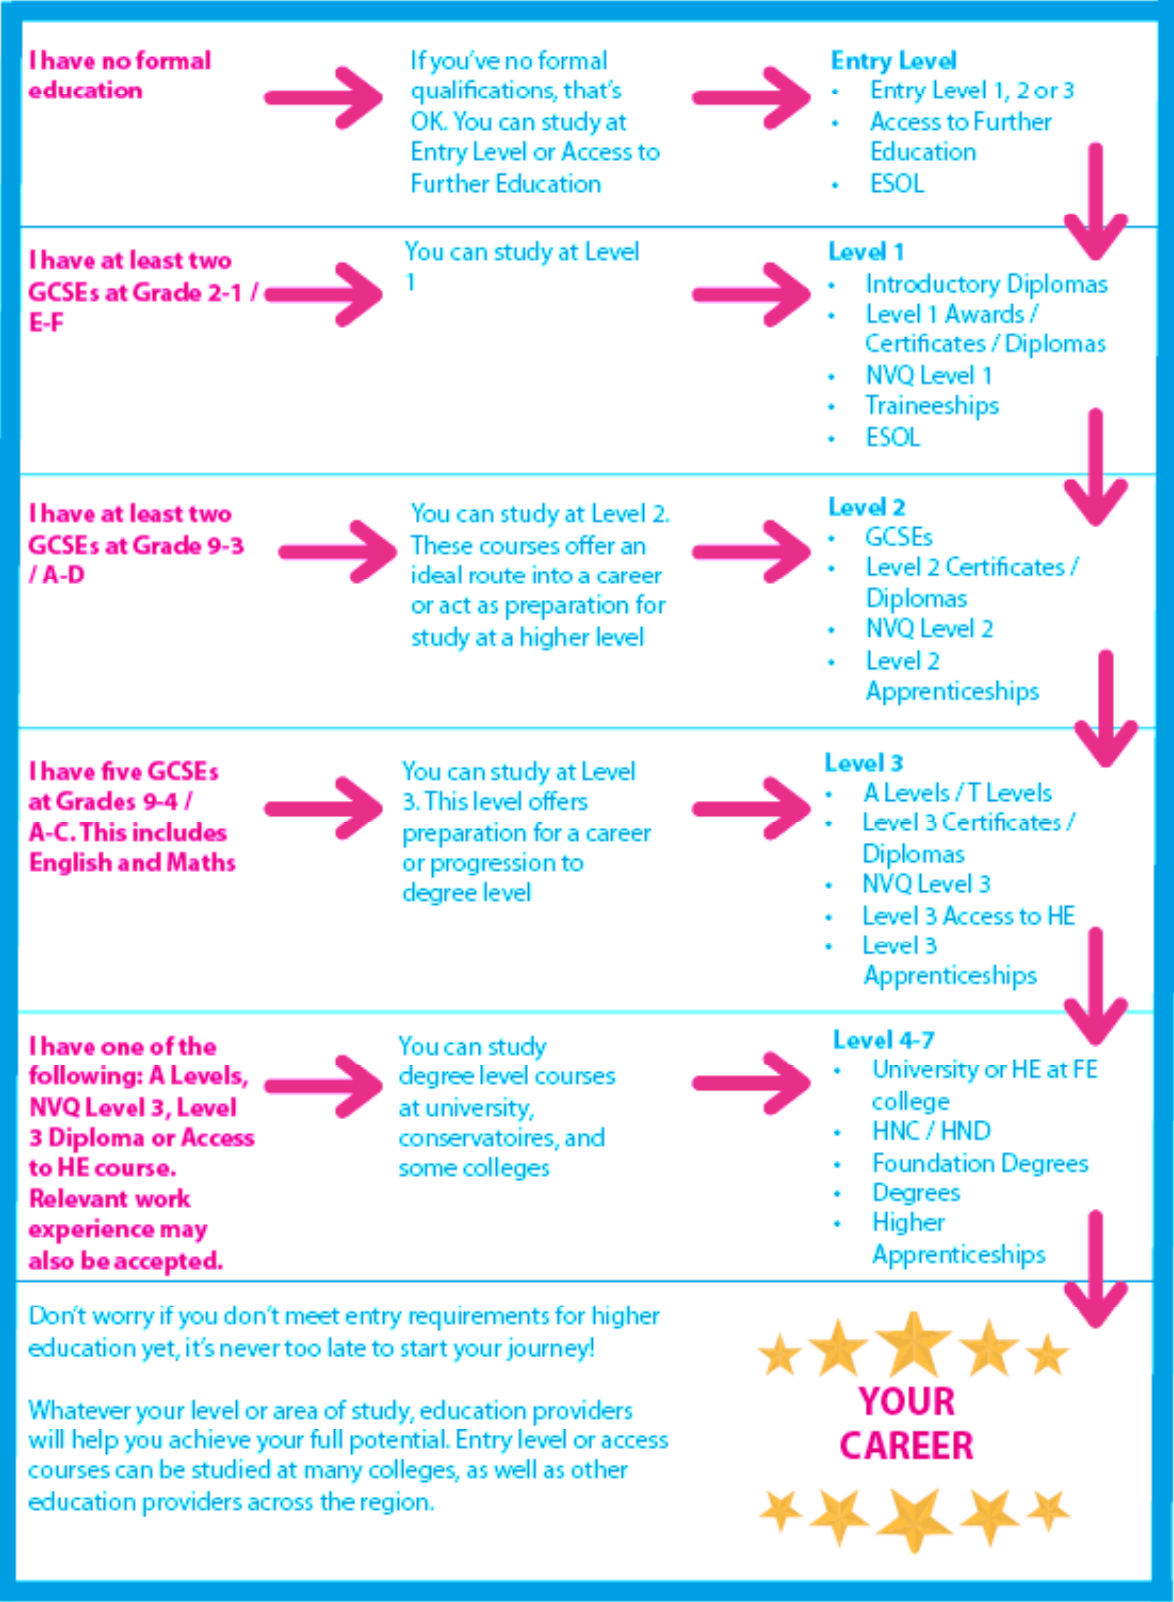 I have no formal
education
If you've no formal
qualifications, that's
OK. You can study at
Entry Level or Access to
Further Education
Entry Level
• Entry Level 1, 2 or 3
• Access to Further
Education
• ESOL
I have at least two
GCSEs at Grade 2-1 /
E-F
You can study at Level
1
Level 1
• Introductory Diplomas
• Level 1 Awards /
Certificates / Diplomas
• NVQ Level 1
• Traineeships
• ESOL
I have at least two
GCSEs at Grade 9-3
/ A-D
You can study at Level 2.
These courses offer an
ideal route into a career
or act as preparation for
study at a higher level
Level 2
• GCSEs
• Level 2 Certificates /
Diplomas
• NVQ Level 2
• Level 2
Apprenticeships
I have five GCSEs
at Grades 9-4 /
A-C. This includes
English and Maths
You can study at Level
3. This level offers
preparation for a career
or progression to
degree level
Level 3
• A Levels / T Levels
• Level 3 Certificates /
Diplomas
• NVQ Level 3
• Level 3 Access to HE
• Level 3
Apprenticeships
I have one of the
following: A Levels,
NVQ Level 3, Level
3 Diploma or Access
to HE course.
Relevant work
experience may
also be accepted.
You can study
degree level courses
at university,
conservatoires, and
some colleges
Level 4-7
• University or HE at FE
college
• HNC / HND
• Foundation Degrees
• Degrees
• Higher
Apprenticeships
Don't worry if you don't meet entry requirements for higher
education yet, it's never too late to start your journey!
Whatever your level or area of study, education providers
will help you achieve your full potential. Entry level or access
courses can be studied at many colleges, as well as other
education providers across the region.
YOUR
CAREER